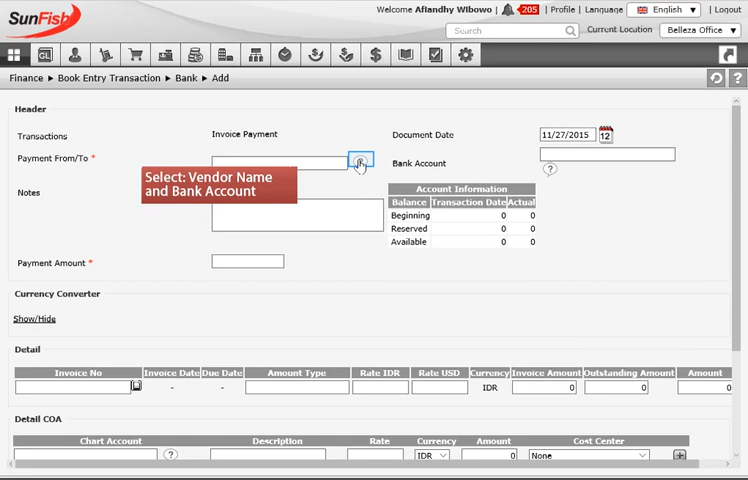 Welcome Afiandhy Wibowo | 205 | Profile | Language English | Logout
SunFish
Search Current Location Belleza Office
GL $
Finance > Book Entry Transaction > Bank > Add ?
Header
Transactions Invoice Payment Document Date 11/27/2015 12
Payment From/To * Bank Account ?
Select: Vendor Name
and Bank Account
Notes Account Information
Balance Transaction Date Actual
Beginning 0 0
Reserved 0 0
Available 0 0
Payment Amount *
Currency Converter
Show/Hide
Detail
Invoice No Invoice Date Due Date Amount Type Rate IDR Rate USD Currency Invoice Amount Outstanding Amount Amount
- - IDR 0 0 0
Detail COA
Chart Account Description Rate Currency Amount Cost Center
? IDR 0 None +